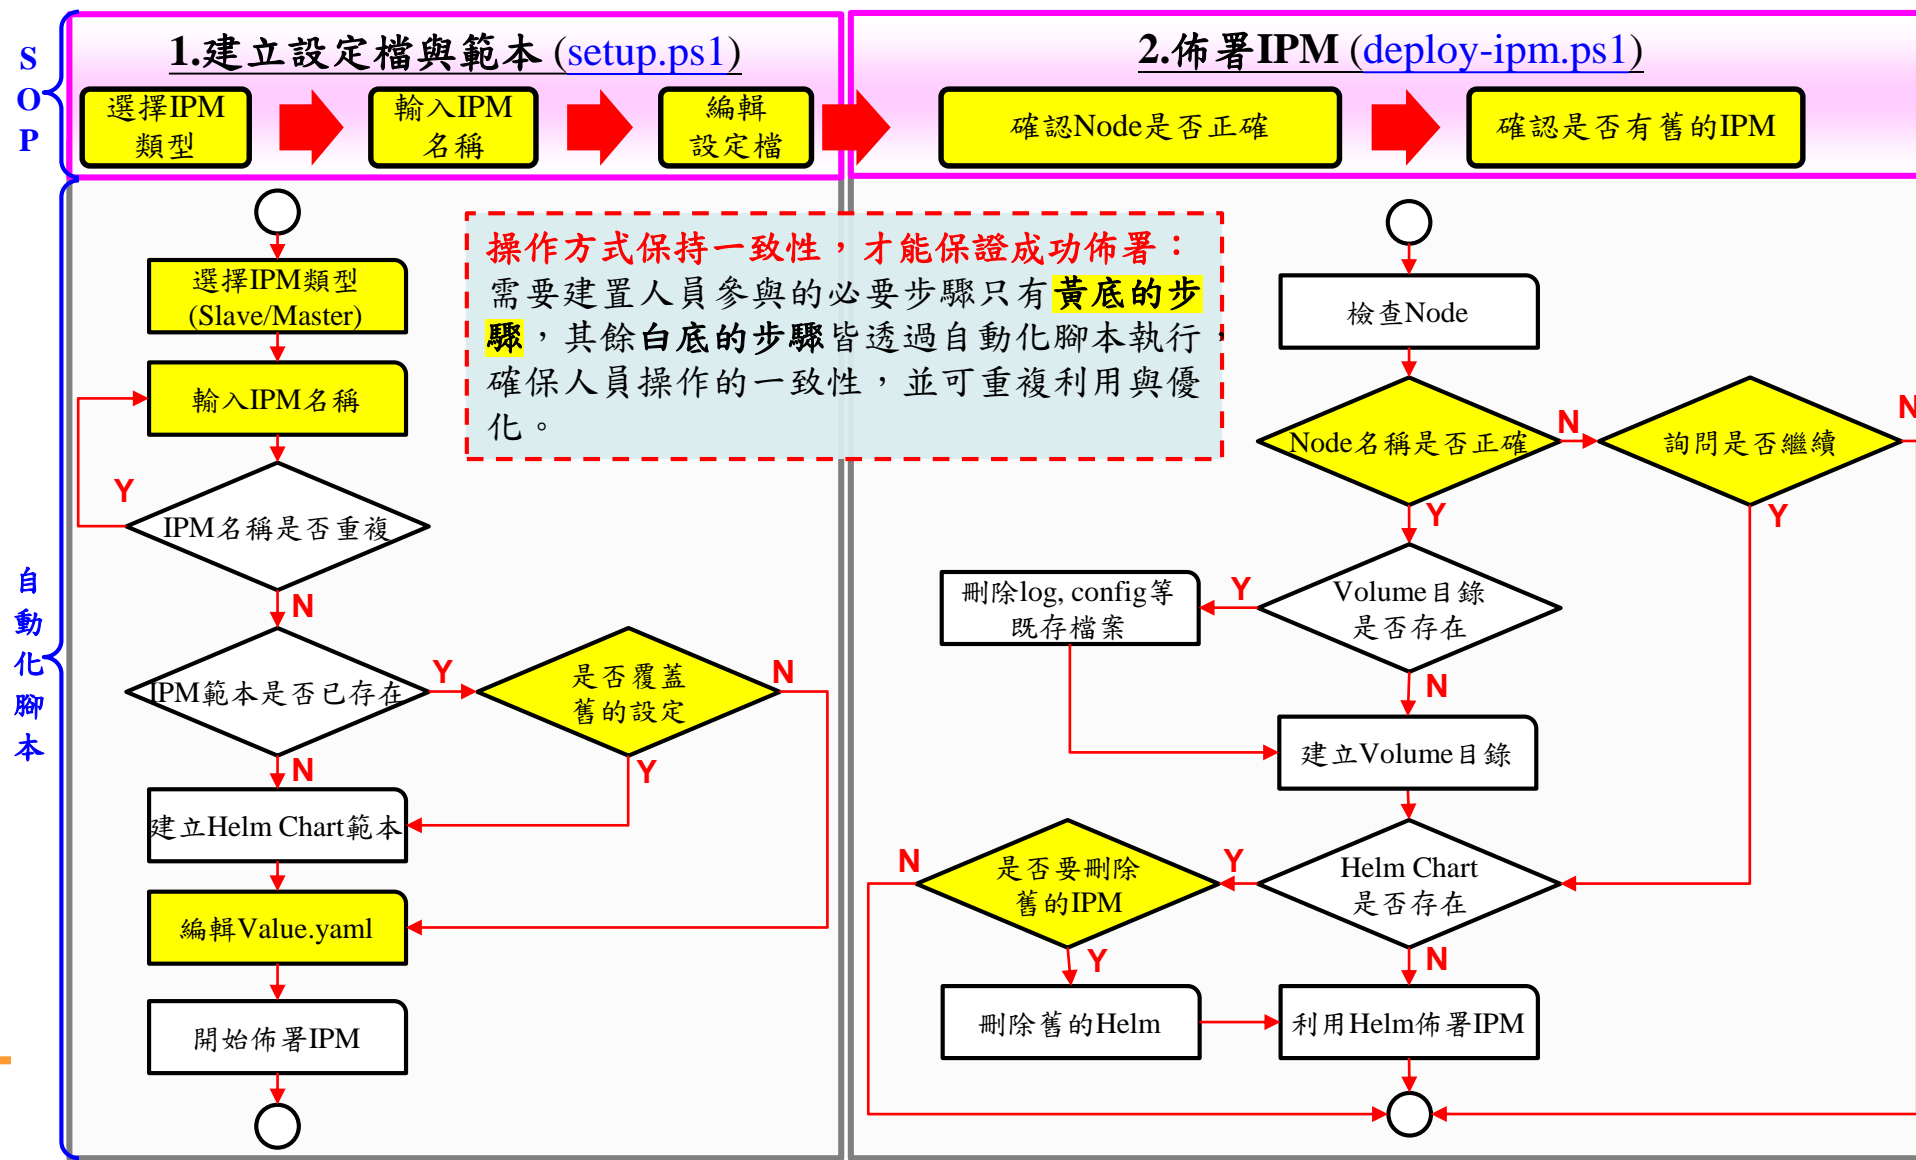 S
O
P
1.建立設定檔與範本 (setup.ps1)
選擇IPM
類型
輸入IPM
名稱
編輯
設定檔
2.佈署IPM (deploy-ipm.ps1)
確認Node是否正確
確認是否有舊的IPM
自
動
化
腳
本
操作方式保持一致性，才能保證成功佈署：
需要建置人員參與的必要步驟只有黃底的步
驟，其餘白底的步驟皆透過自動化腳本執行，
確保人員操作的一致性，並可重複利用與優
化。
選擇IPM類型
(Slave/Master)
輸入IPM名稱
Y
IPM名稱是否重複
N
IPM範本是否已存在
Y
是否覆蓋
舊的設定
N
N
Y
建立Helm Chart範本
編輯Value.yaml
開始佈署IPM
檢查Node
Node名稱是否正確
N
詢問是否繼續
N
Y
Y
Volume目錄
是否存在
Y
刪除log, config等
既存檔案
N
建立Volume目錄
Helm Chart
是否存在
Y
是否要刪除
舊的IPM
N
Y
N
刪除舊的Helm
利用Helm佈署IPM